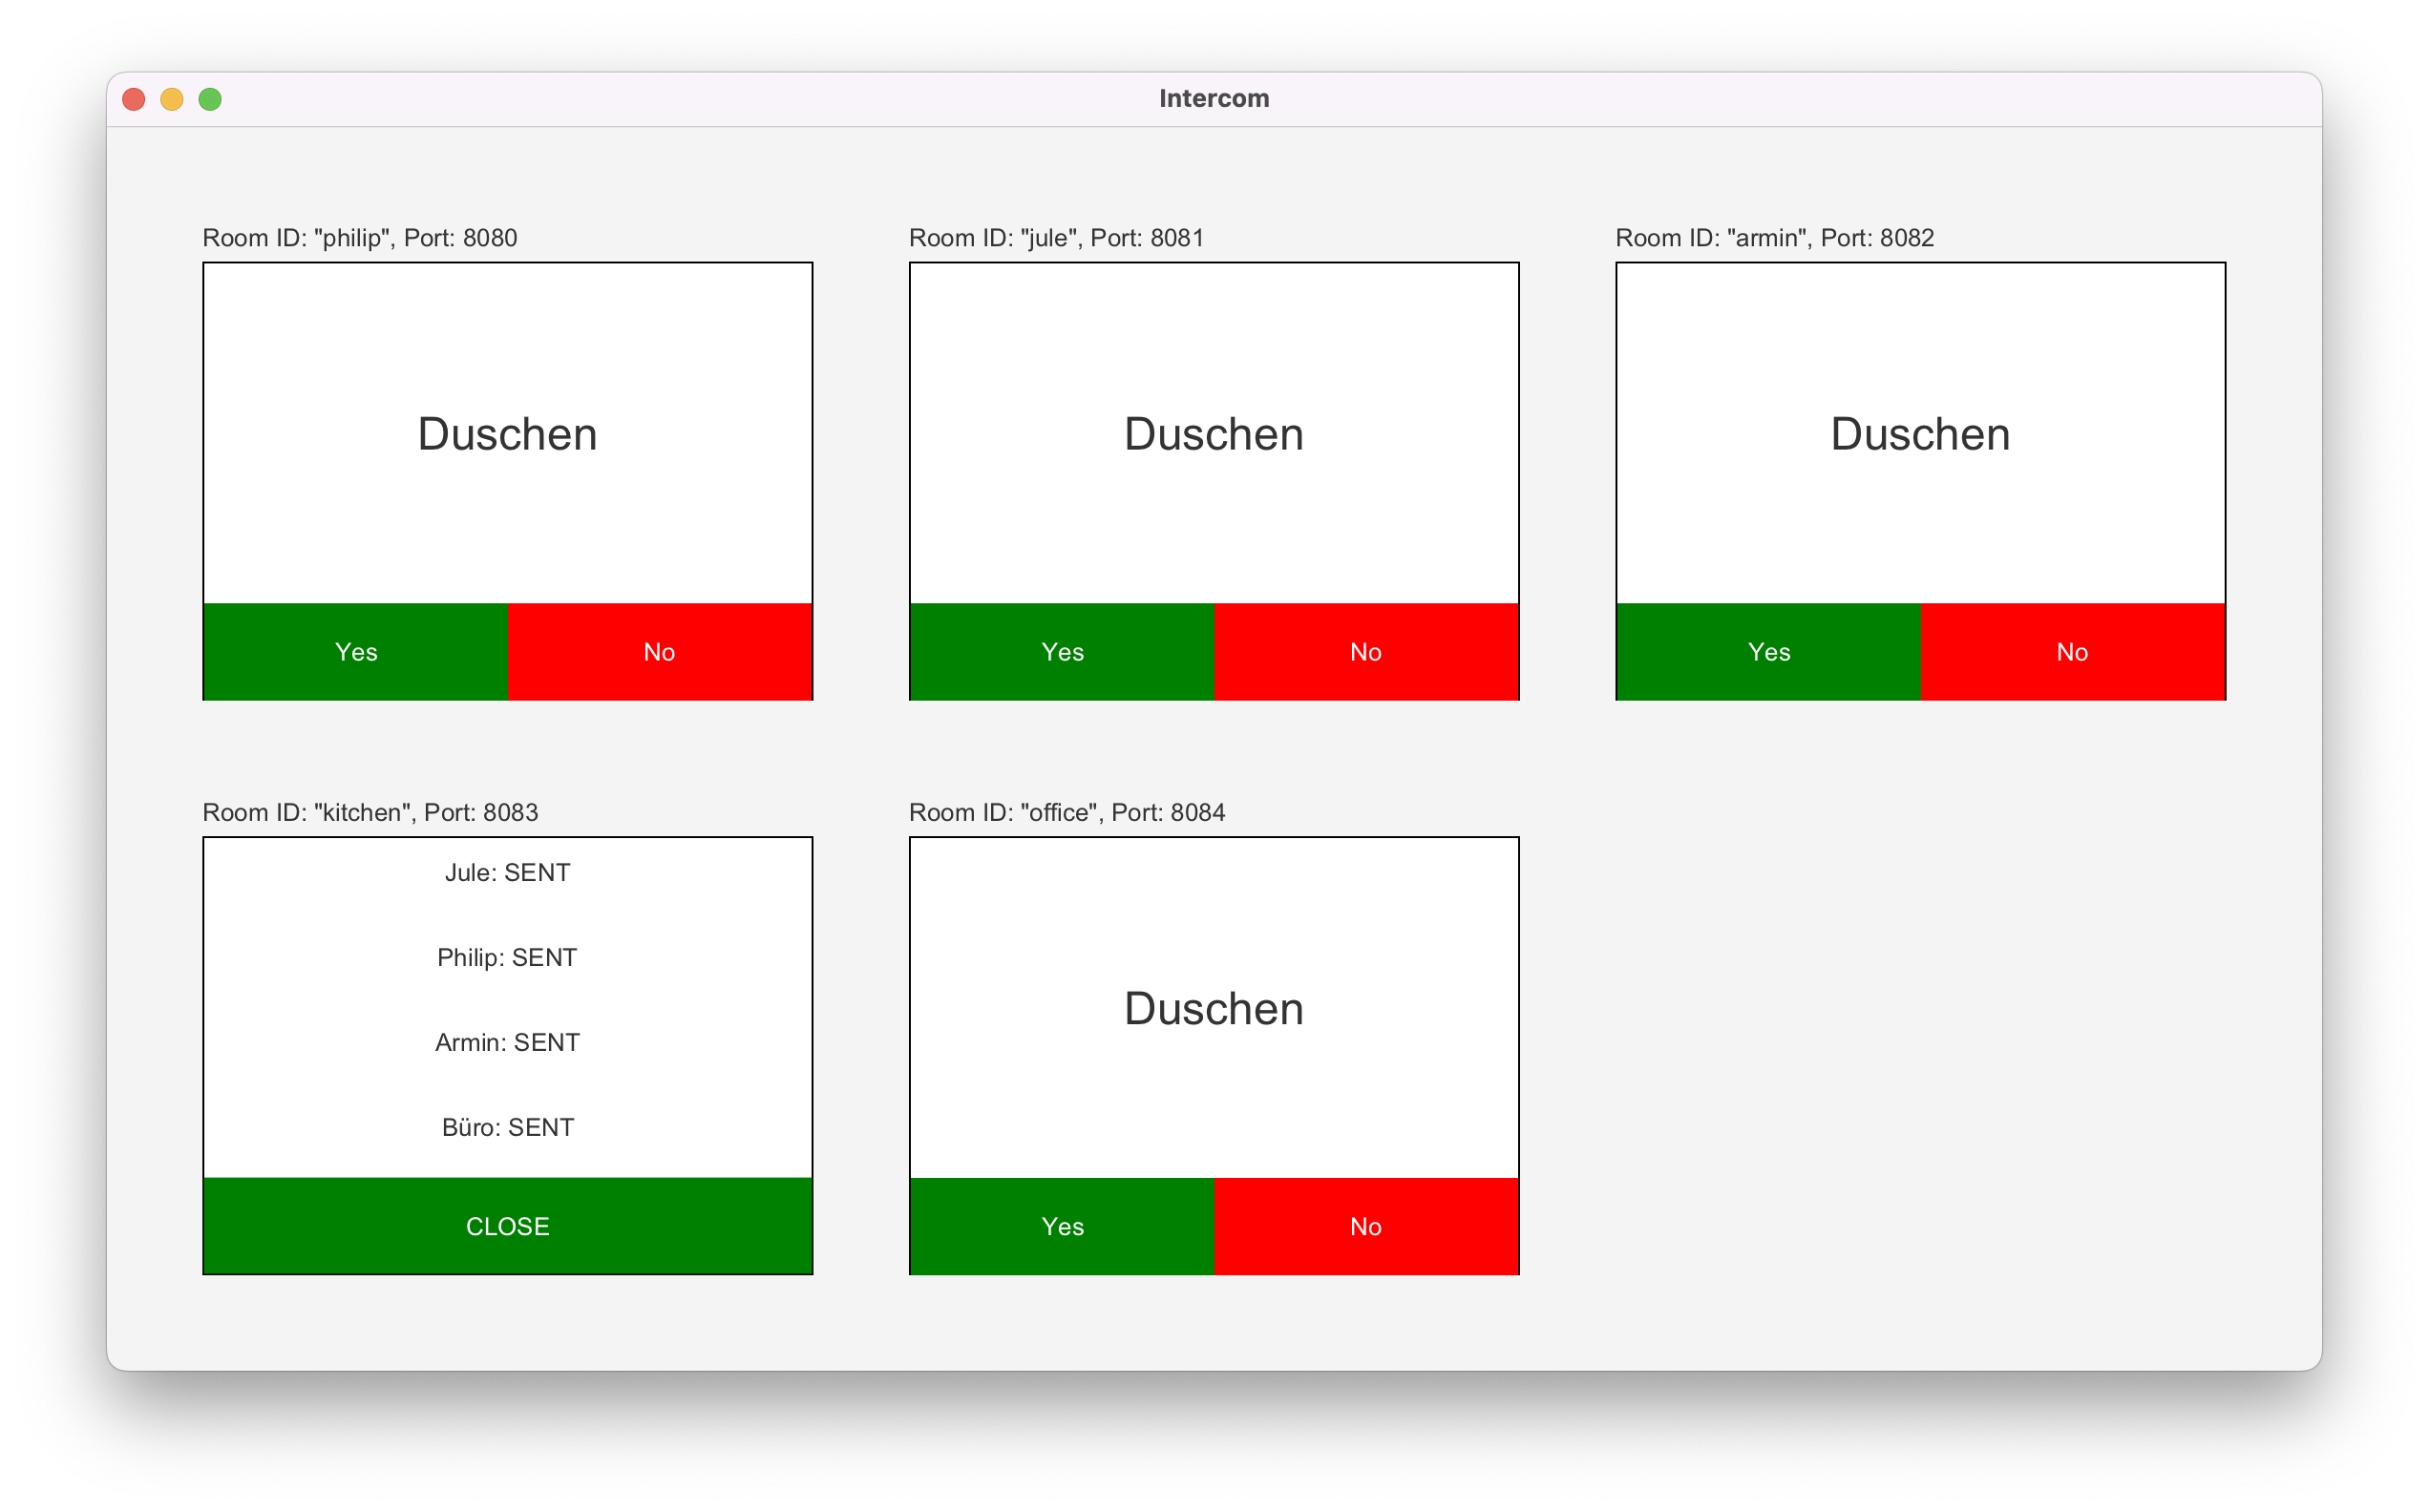 Intercom
Room ID: "philip", Port: 8080
Duschen
Yes
No
Room ID: "jule", Port: 8081
Duschen
Yes
No
Room ID: "armin", Port: 8082
Duschen
Yes
No
Room ID: "kitchen", Port: 8083
Jule: SENT
Philip: SENT
Armin: SENT
Büro: SENT
CLOSE
Room ID: "office", Port: 8084
Duschen
Yes
No